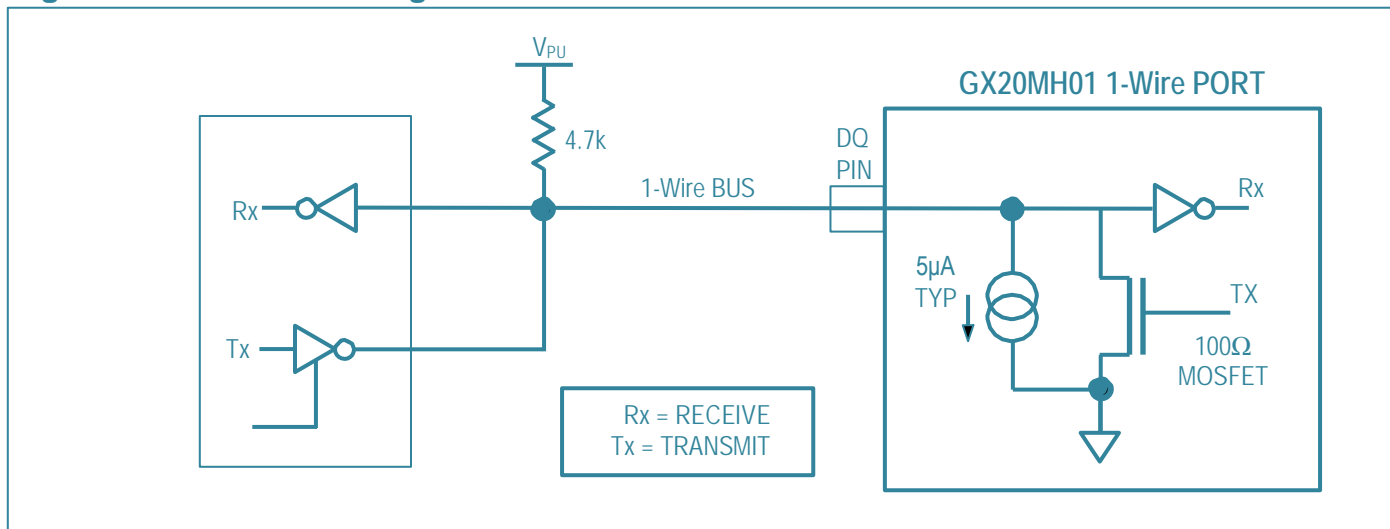 V_PU
4.7k
GX20MH01 1-Wire PORT
DQ
PIN
1-Wire BUS
Rx
Rx
5µA
TYP
TX
Tx
100Ω
MOSFET
Rx = RECEIVE
Tx = TRANSMIT